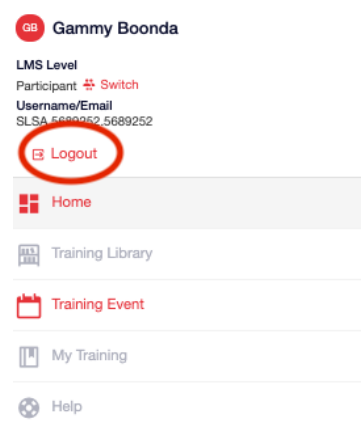 GB Gammy Boonda
LMS Level
Participant Switch
Username/Email
SLSA.5689252.5689252
Logout
Home
Training Library
Training Event
My Training
Help